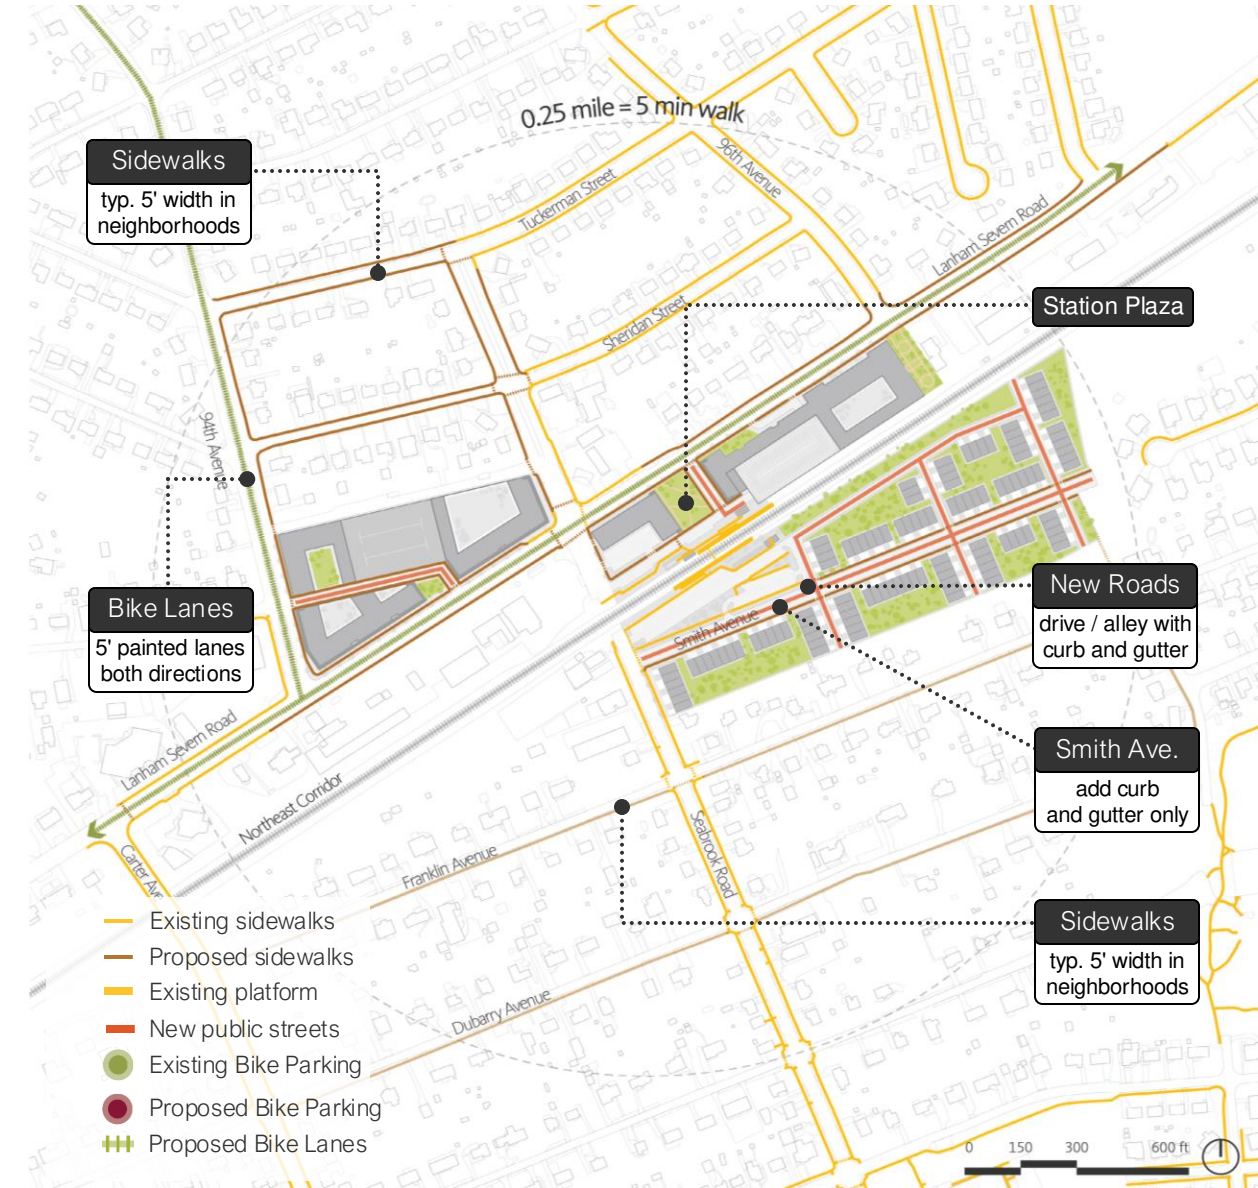 0.25 mile = 5 min walk
96th Avenue
Sidewalks
typ. 5' width in
neighborhoods
Tuckerman Street
Lanham Severn Road
Station Plaza
Sheridan Street
94th Avenue
Bike Lanes
5' painted lanes
both directions
New Roads
drive / alley with
curb and gutter
Smith Avenue
Smith Ave.
add curb
and gutter only
Lanham Severn Road
Northeast Corridor
Carter Ave
Franklin Avenue
Seabrook Road
Sidewalks
typ. 5' width in
neighborhoods
Dubarry Avenue
Existing sidewalks
Proposed sidewalks
Existing platform
New public streets
Existing Bike Parking
Proposed Bike Parking
Proposed Bike Lanes
0 150 300 600 ft